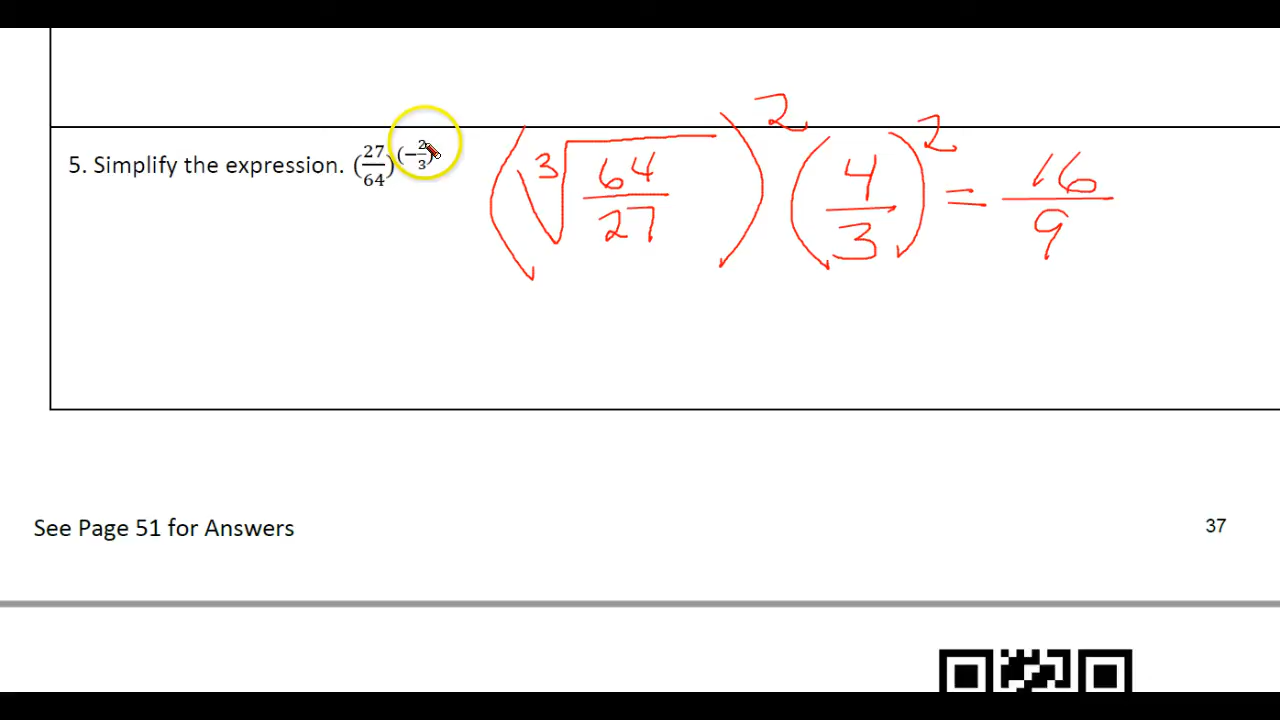 5. Simplify the expression. (27/64)^(−2/3) (∛(64/27))² (4/3)² = 16/9
See Page 51 for Answers
37